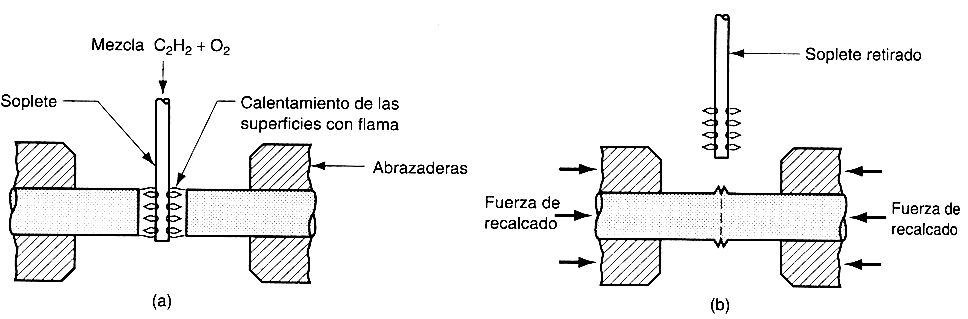 Mezcla C2H2 + O2
Soplete
Calentamiento de las
superficies con flama
Abrazaderas
(a)
Soplete retirado
Fuerza de
recalcado
Fuerza de
recalcado
(b)